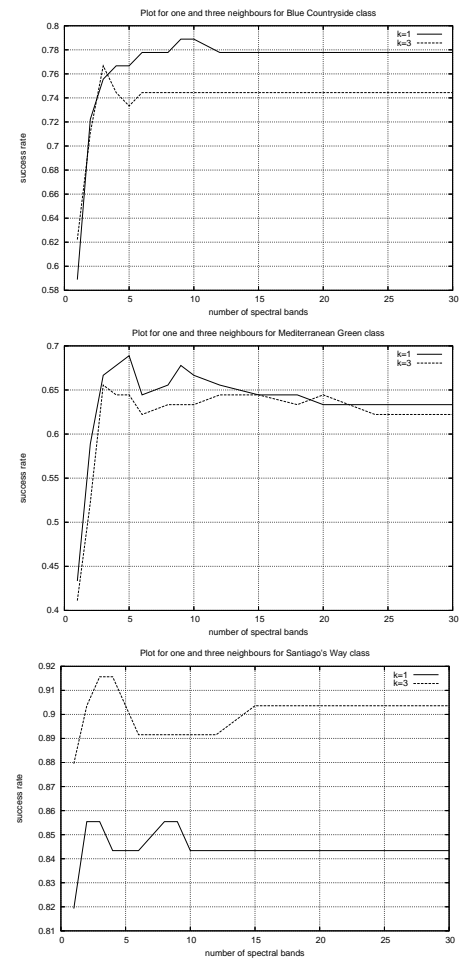 Plot for one and three neighbours for Blue Countryside class
0.8
0.78
0.76
0.74
0.72
0.7
0.68
0.66
0.64
0.62
0.6
0.58
success rate
k=1
k=3
0 5 10 15 20 25 30
number of spectral bands
Plot for one and three neighbours for Mediterranean Green class
0.7
0.65
0.6
0.55
0.5
0.45
0.4
success rate
k=1
k=3
0 5 10 15 20 25 30
number of spectral bands
Plot for one and three neighbours for Santiago's Way class
0.92
0.91
0.9
0.89
0.88
0.87
0.86
0.85
0.84
0.83
0.82
0.81
success rate
k=1
k=3
0 5 10 15 20 25 30
number of spectral bands